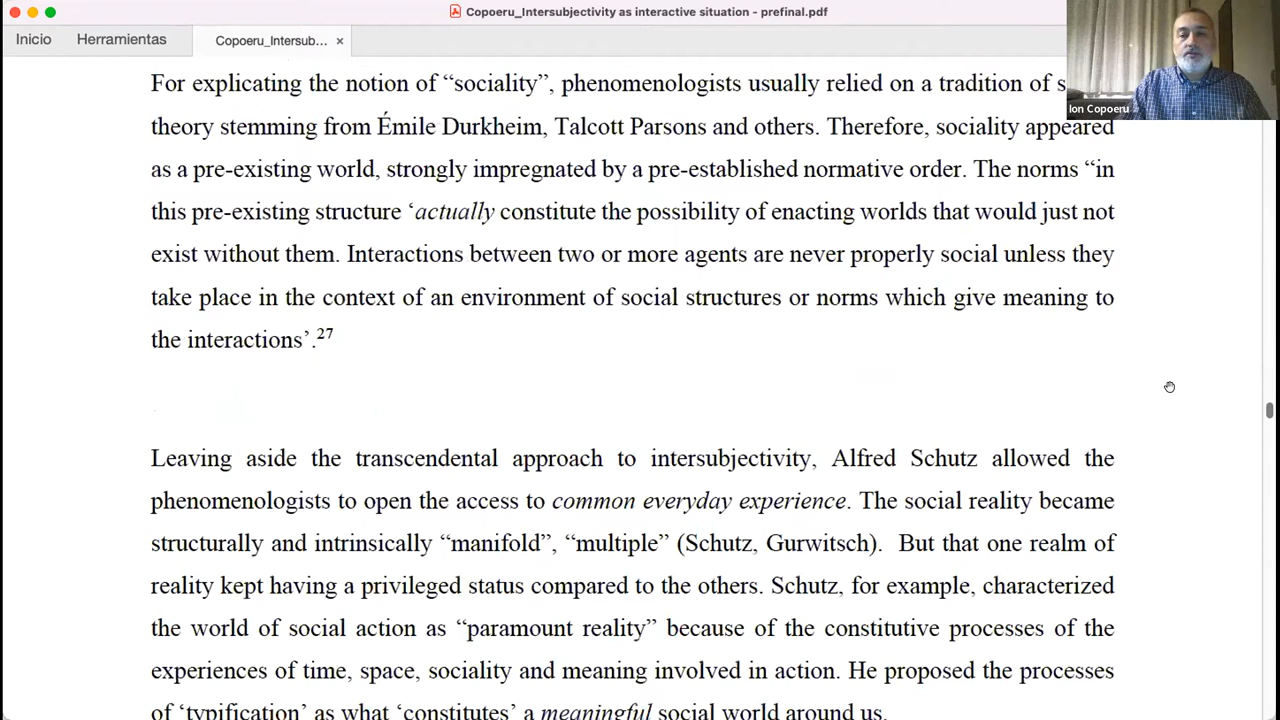 Copoeru_Intersubjectivity as interactive situation - prefinal.pdf
Inicio
Herramientas
Copoeru_Intersub...
Ion Copoeru
For explicating the notion of “sociality”, phenomenologists usually relied on a tradition of
theory stemming from Émile Durkheim, Talcott Parsons and others. Therefore, sociality appeared
as a pre-existing world, strongly impregnated by a pre-established normative order. The norms “in
this pre-existing structure ‘actually constitute the possibility of enacting worlds that would just not
exist without them. Interactions between two or more agents are never properly social unless they
take place in the context of an environment of social structures or norms which give meaning to
the interactions’.27
Leaving aside the transcendental approach to intersubjectivity, Alfred Schutz allowed the
phenomenologists to open the access to common everyday experience. The social reality became
structurally and intrinsically “manifold”, “multiple” (Schutz, Gurwitsch). But that one realm of
reality kept having a privileged status compared to the others. Schutz, for example, characterized
the world of social action as “paramount reality” because of the constitutive processes of the
experiences of time, space, sociality and meaning involved in action. He proposed the processes
of ‘typification’ as what ‘constitutes’ a meaningful social world around us.